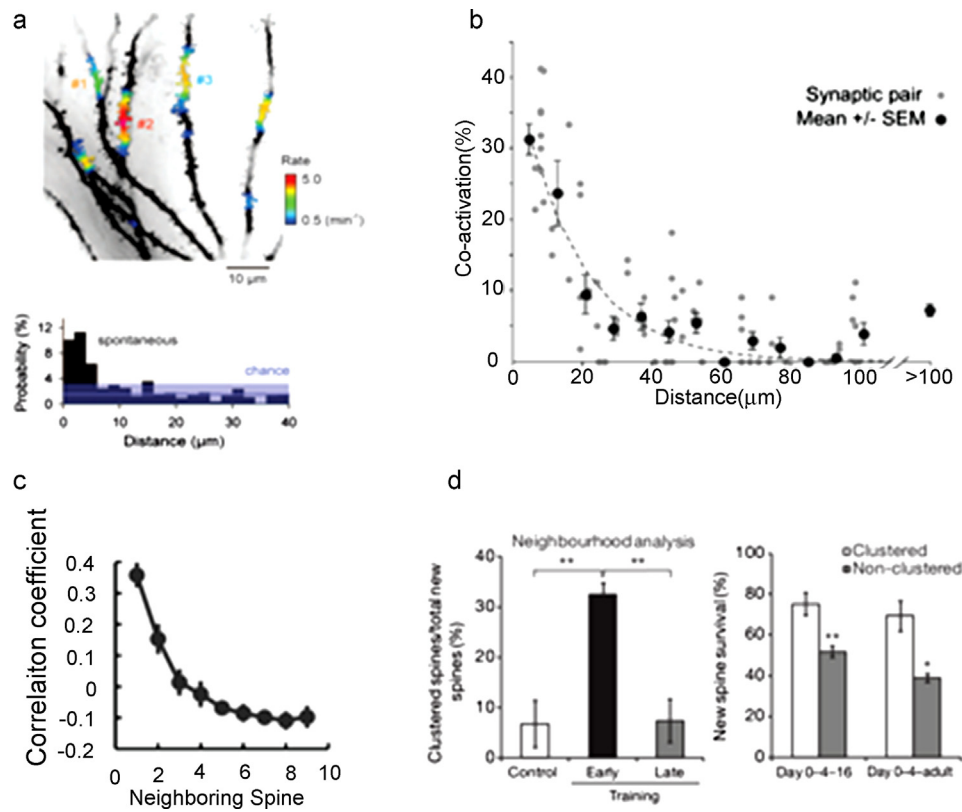 a
#1
#2
#3
Rate
5.0
0.5 (min⁻¹)
10 µm
Probability (%)
12
8
4
0
spontaneous
chance
0 10 20 30 40
Distance (µm)
b
Co-activation(%)
40
30
20
10
0
Synaptic pair
Mean +/- SEM
0 20 40 60 80 100 >100
Distance(µm)
c
Correlaiton coefficient
0.4
0.3
0.2
0.1
0
-0.1
-0.2
0 2 4 6 8 10
Neighboring Spine
d
Neighbourhood analysis
Clustered spines/total new
spines (%)
40
30
20
10
0
** **
Control Early Late
Training
New spine survival (%)
100
80
60
40
20
0
Clustered
Non-clustered
**
*
Day 0–4–16 Day 0–4–adult